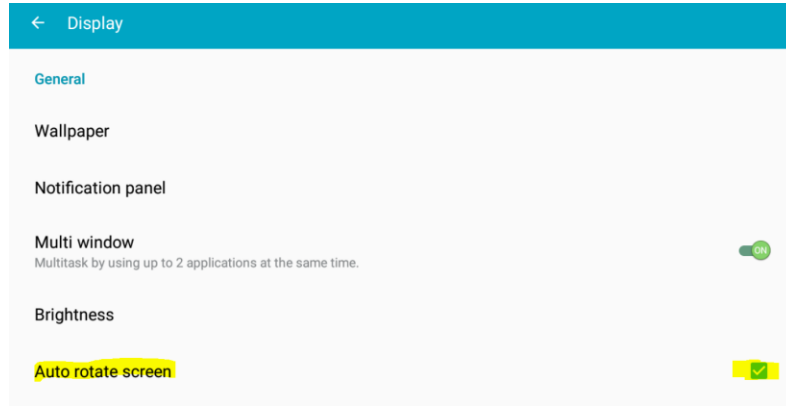 Display
General
Wallpaper
Notification panel
Multi window
Multitask by using up to 2 applications at the same time.
ON
Brightness
Auto rotate screen